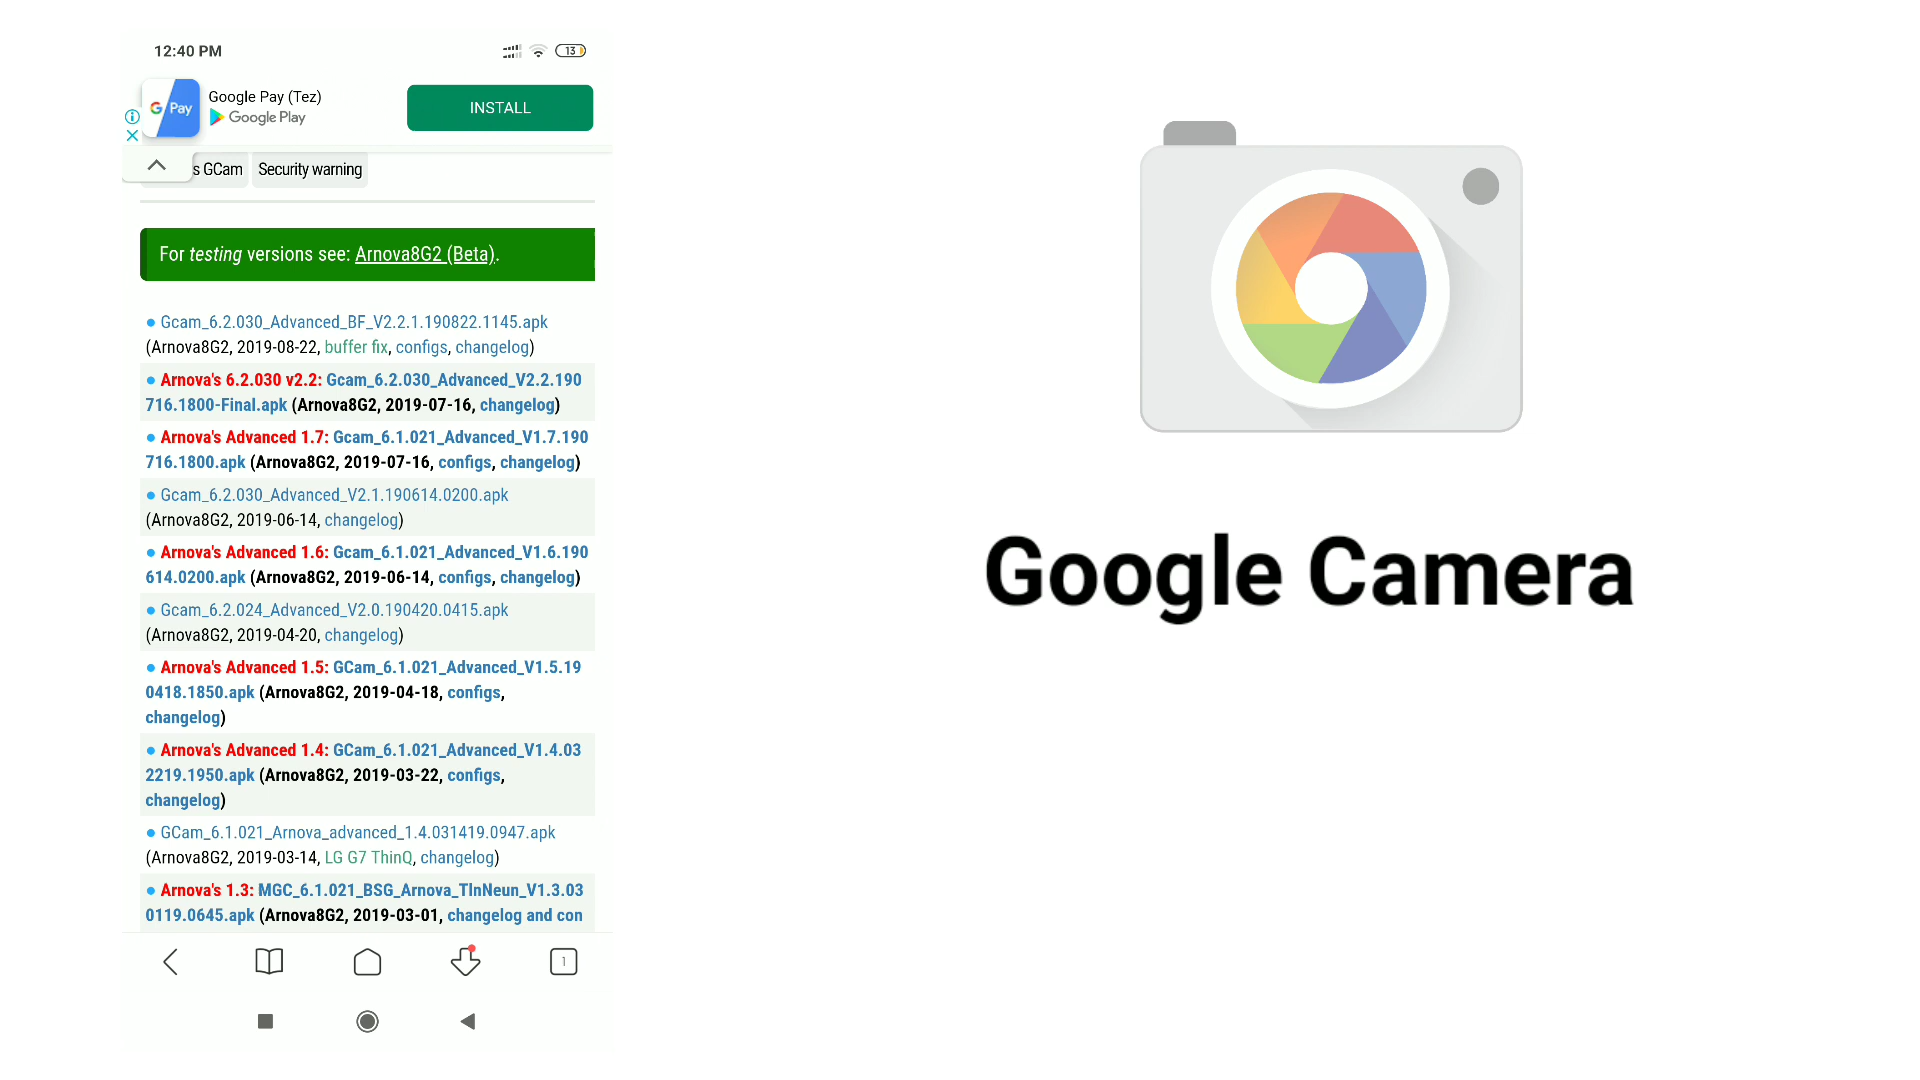 12:40 PM
13
G Pay
Google Pay (Tez)
Google Play
INSTALL
s GCam
Security warning
For testing versions see: Arnova8G2 (Beta).
● Gcam_6.2.030_Advanced_BF_V2.2.1.190822.1145.apk
(Arnova8G2, 2019-08-22, buffer fix, configs, changelog)
● Arnova's 6.2.030 v2.2: Gcam_6.2.030_Advanced_V2.2.190
716.1800-Final.apk (Arnova8G2, 2019-07-16, changelog)
● Arnova's Advanced 1.7: Gcam_6.1.021_Advanced_V1.7.190
716.1800.apk (Arnova8G2, 2019-07-16, configs, changelog)
● Gcam_6.2.030_Advanced_V2.1.190614.0200.apk
(Arnova8G2, 2019-06-14, changelog)
● Arnova's Advanced 1.6: Gcam_6.1.021_Advanced_V1.6.190
614.0200.apk (Arnova8G2, 2019-06-14, configs, changelog)
● Gcam_6.2.024_Advanced_V2.0.190420.0415.apk
(Arnova8G2, 2019-04-20, changelog)
● Arnova's Advanced 1.5: GCam_6.1.021_Advanced_V1.5.19
0418.1850.apk (Arnova8G2, 2019-04-18, configs,
changelog)
● Arnova's Advanced 1.4: GCam_6.1.021_Advanced_V1.4.03
2219.1950.apk (Arnova8G2, 2019-03-22, configs,
changelog)
● GCam_6.1.021_Arnova_advanced_1.4.031419.0947.apk
(Arnova8G2, 2019-03-14, LG G7 ThinQ, changelog)
● Arnova's 1.3: MGC_6.1.021_BSG_Arnova_TlnNeun_V1.3.03
0119.0645.apk (Arnova8G2, 2019-03-01, changelog and con
1
Google Camera